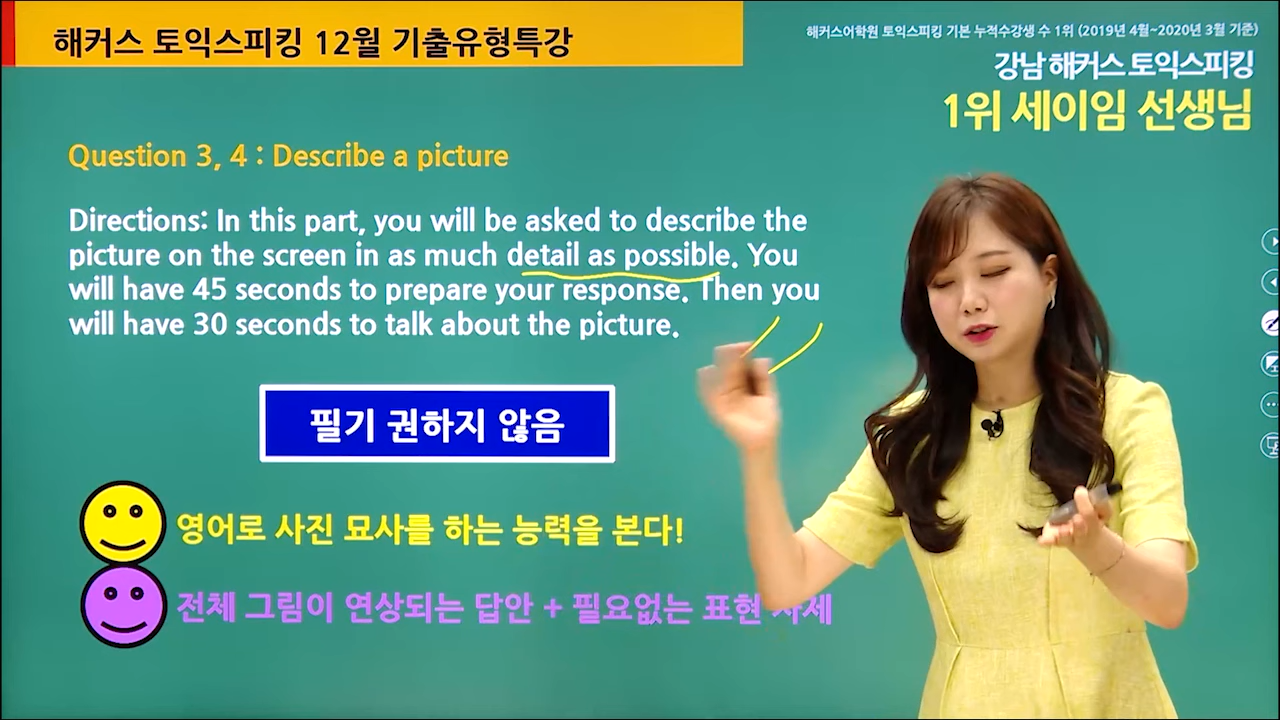 해커스 토익스피킹 12월 기출유형특강
해커스어학원 토익스피킹 기본 누적수강생 수 1위 (2019년 4월~2020년 3월 기준)
강남 해커스 토익스피킹
1위 세이임 선생님
Question 3, 4 : Describe a picture
Directions: In this part, you will be asked to describe the
picture on the screen in as much detail as possible. You
will have 45 seconds to prepare your response. Then you
will have 30 seconds to talk about the picture.
필기 권하지 않음
영어로 사진 묘사를 하는 능력을 본다!
전체 그림이 연상되는 답안 + 필요없는 표현 자제